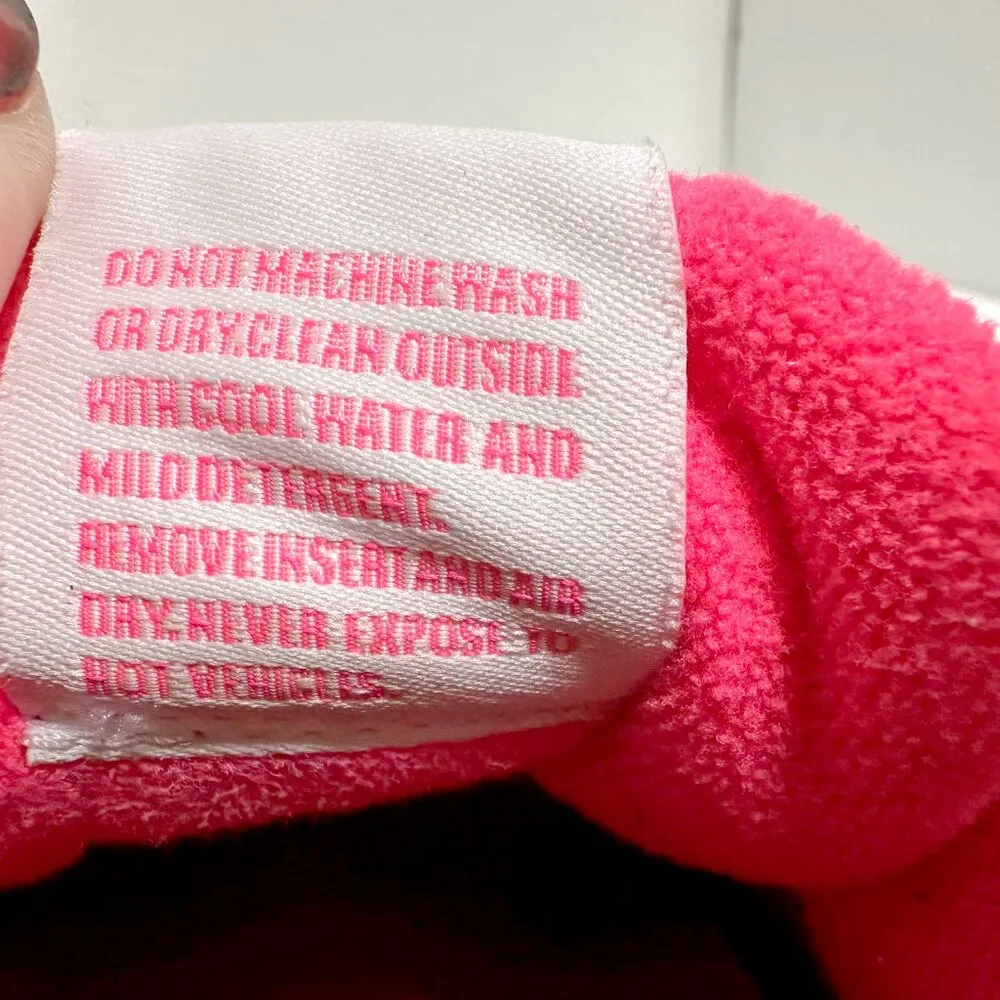 DO NOT MACHINE WASH
OR DRY.CLEAN OUTSIDE
WITH COOL WATER AND
MILD DETERGENT.
REMOVE INSERT AND AIR
DRY. NEVER EXPOSE TO
HOT VEHICLES.